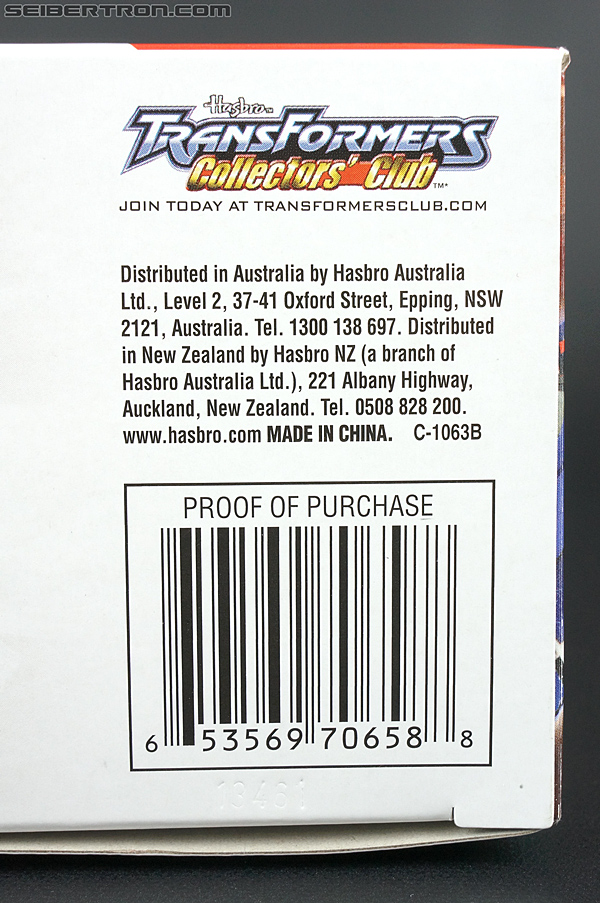 SEIBERTRON.COM
Hasbro™
TRANSFORMERS
Collectors' Club™*
JOIN TODAY AT TRANSFORMERSCLUB.COM
Distributed in Australia by Hasbro Australia
Ltd., Level 2, 37-41 Oxford Street, Epping, NSW
2121, Australia. Tel. 1300 138 697. Distributed
in New Zealand by Hasbro NZ (a branch of
Hasbro Australia Ltd.), 221 Albany Highway,
Auckland, New Zealand. Tel. 0508 828 200.
www.hasbro.com MADE IN CHINA. C-1063B
PROOF OF PURCHASE
6 53569 70658 8